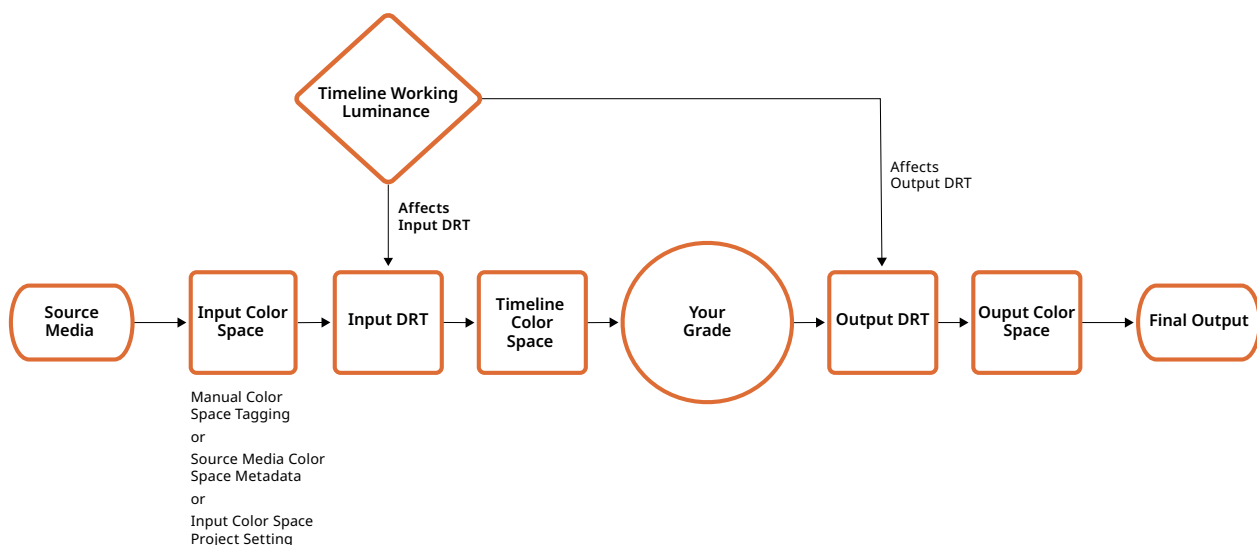 Timeline Working
Luminance
Affects
Output DRT
Affects
Input DRT
Source
Media
Input Color
Space
Input DRT
Timeline
Color
Space
Your
Grade
Output DRT
Ouput Color
Space
Final Output
Manual Color
Space Tagging
or
Source Media Color
Space Metadata
or
Input Color Space
Project Setting